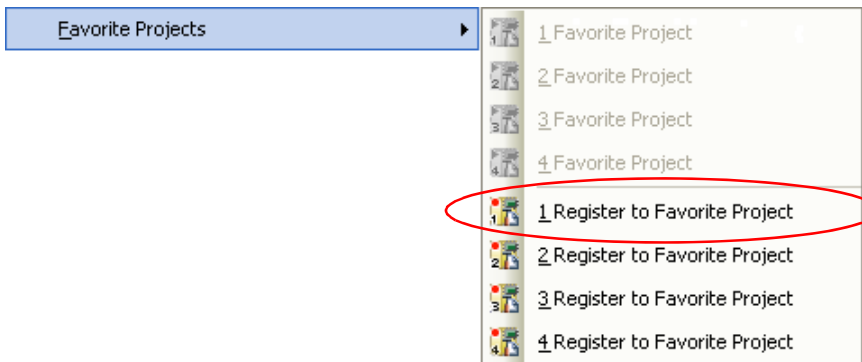 Favorite Projects
1 Favorite Project
2 Favorite Project
3 Favorite Project
4 Favorite Project
1 Register to Favorite Project
2 Register to Favorite Project
3 Register to Favorite Project
4 Register to Favorite Project